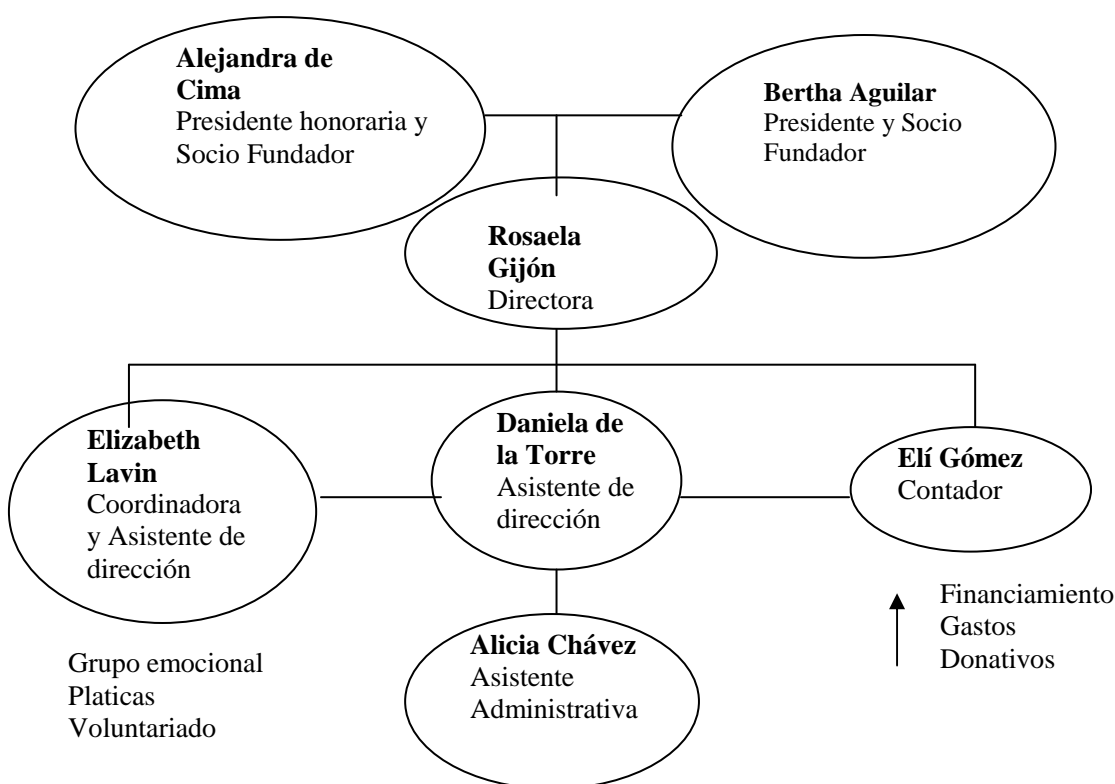 Alejandra de
Cima
Presidente honoraria y
Socio Fundador
Bertha Aguilar
Presidente y Socio
Fundador
Rosaela
Gijón
Directora
Elizabeth
Lavin
Coordinadora
y Asistente de
dirección
Daniela de
la Torre
Asistente de
dirección
Elí Gómez
Contador
Grupo emocional
Platicas
Voluntariado
Alicia Chávez
Asistente
Administrativa
Financiamiento
Gastos
Donativos